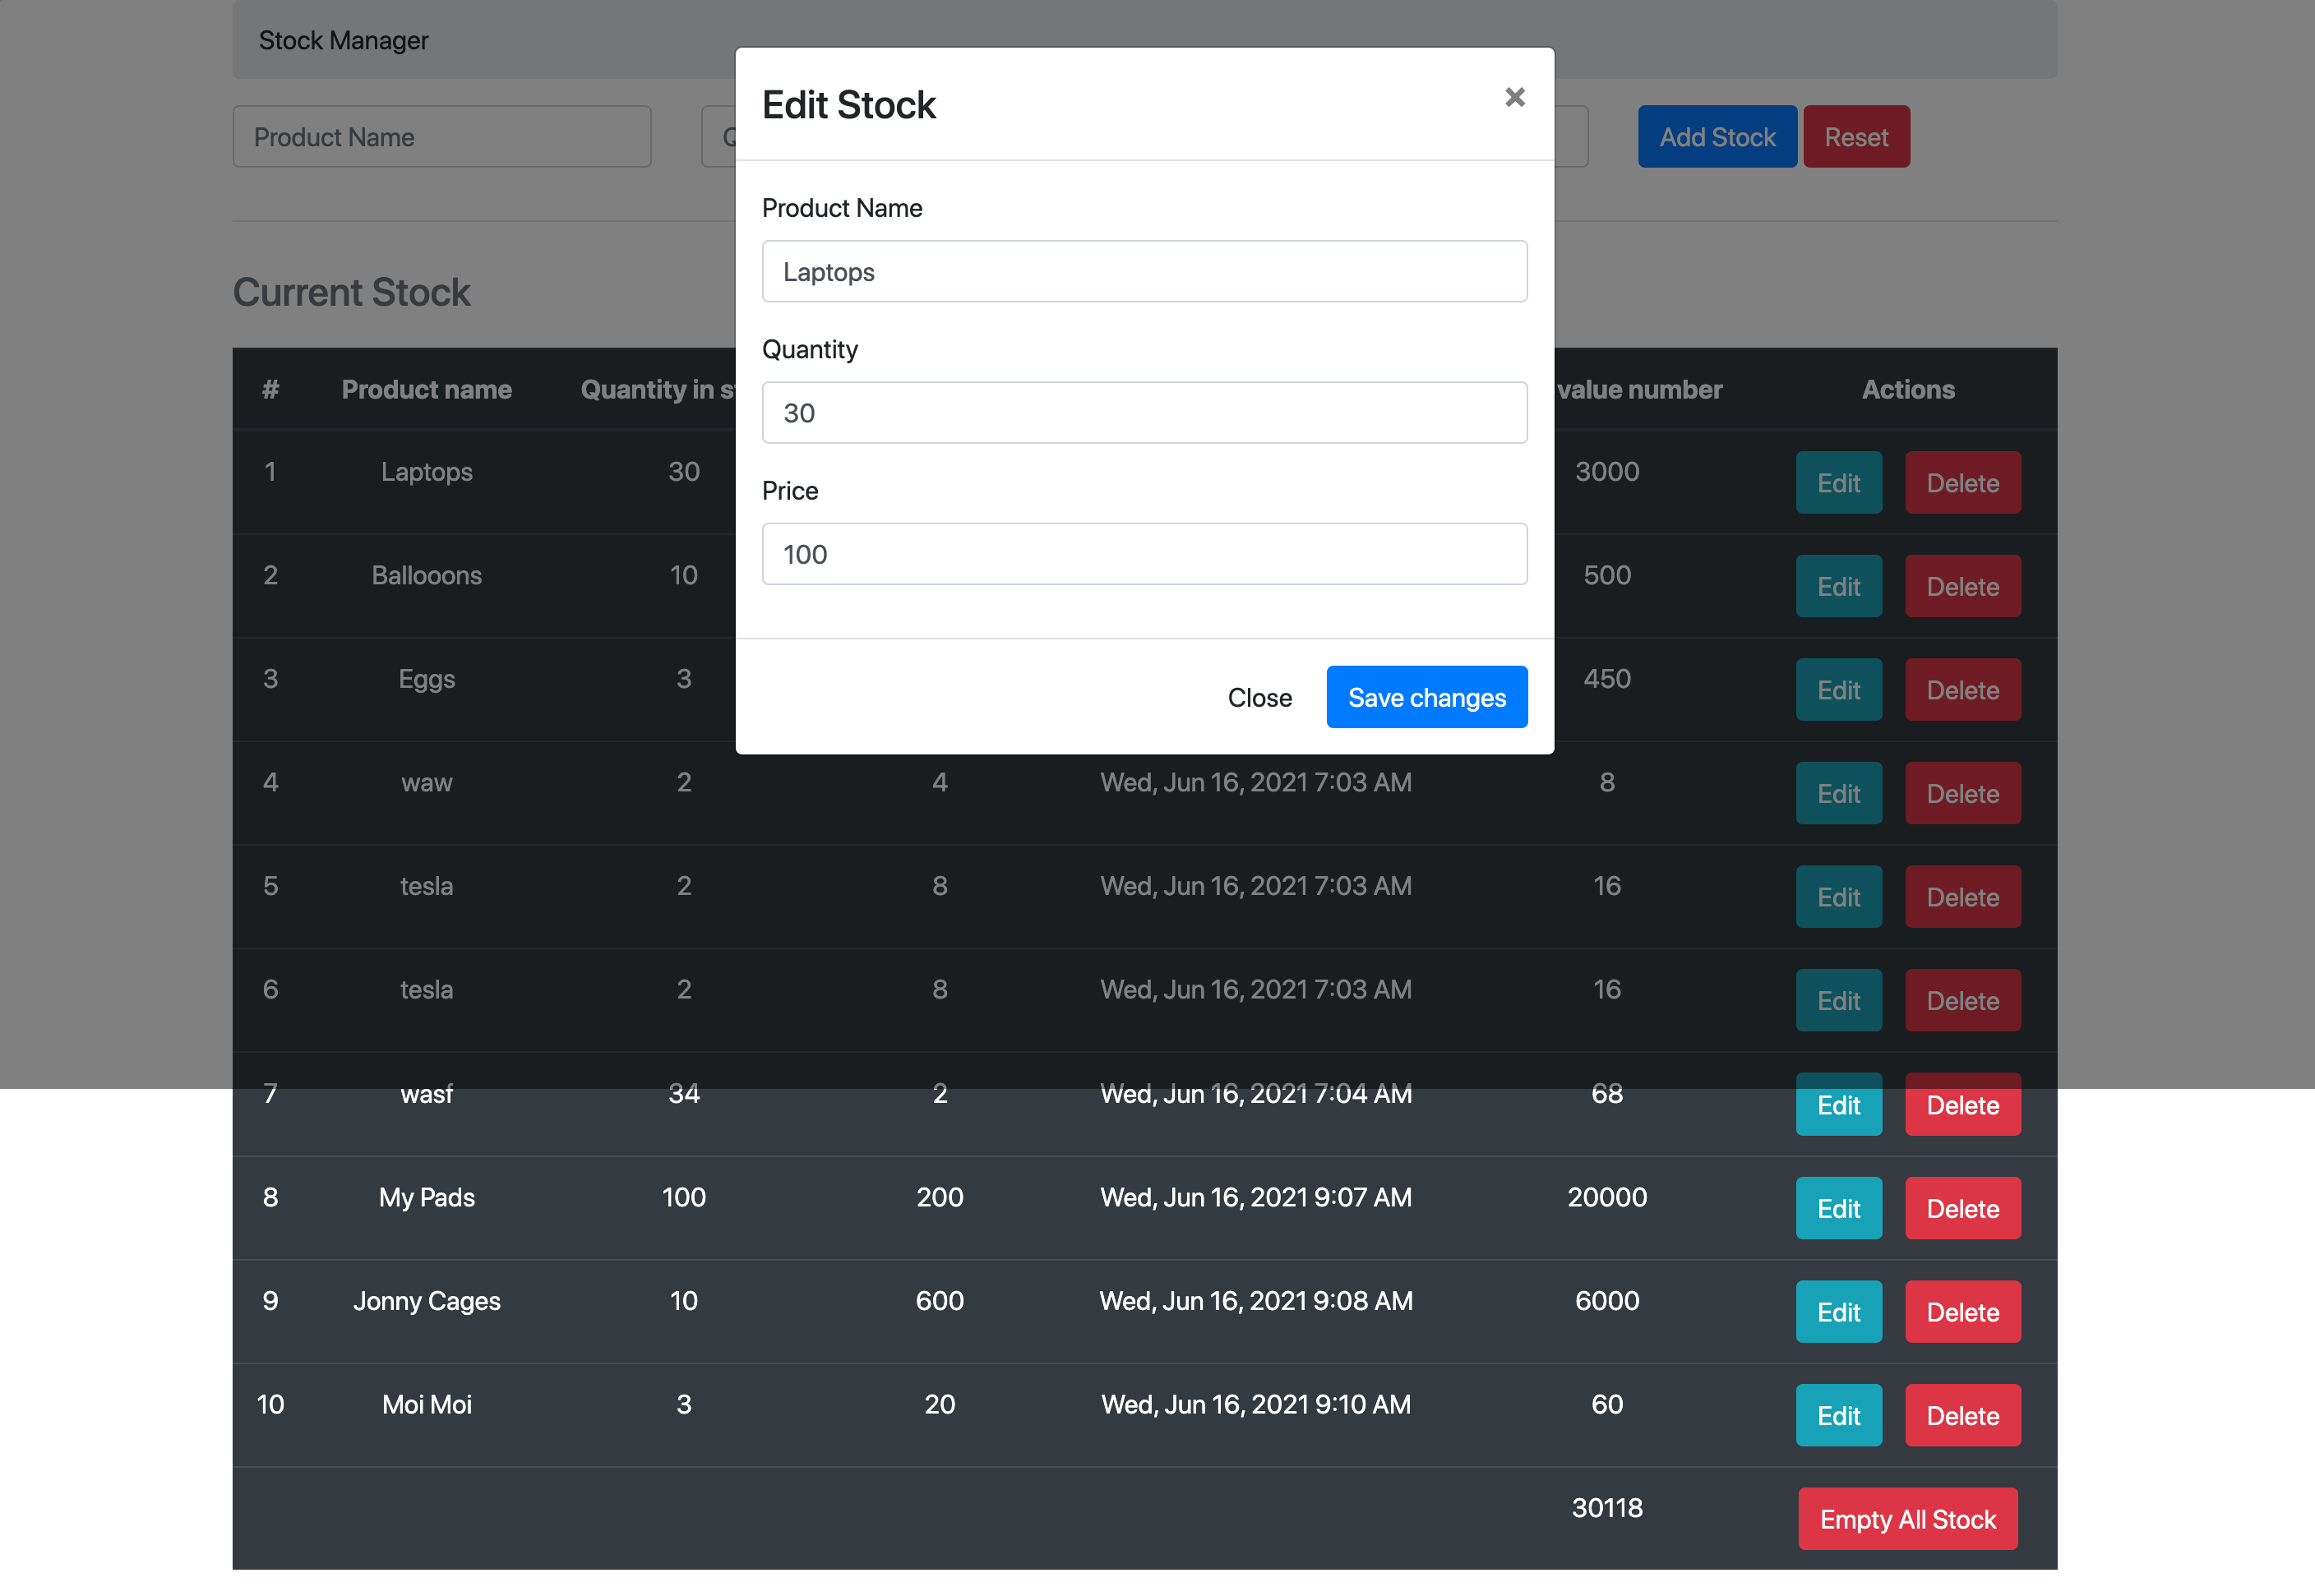 Stock Manager
Edit Stock ×
Product Name Add Stock Reset
Product Name
Laptops
Current Stock
Quantity
30
# Product name Quantity in value number Actions
1 Laptops 30 3000 Edit Delete
Price
100
2 Ballooons 10 500 Edit Delete
3 Eggs 3 450 Edit Delete
Close Save changes
4 waw 2 4 Wed, Jun 16, 2021 7:03 AM 8 Edit Delete
5 tesla 2 8 Wed, Jun 16, 2021 7:03 AM 16 Edit Delete
6 tesla 2 8 Wed, Jun 16, 2021 7:03 AM 16 Edit Delete
7 wasf 34 2 Wed, Jun 16, 2021 7:04 AM 68 Edit Delete
8 My Pads 100 200 Wed, Jun 16, 2021 9:07 AM 20000 Edit Delete
9 Jonny Cages 10 600 Wed, Jun 16, 2021 9:08 AM 6000 Edit Delete
10 Moi Moi 3 20 Wed, Jun 16, 2021 9:10 AM 60 Edit Delete
30118 Empty All Stock